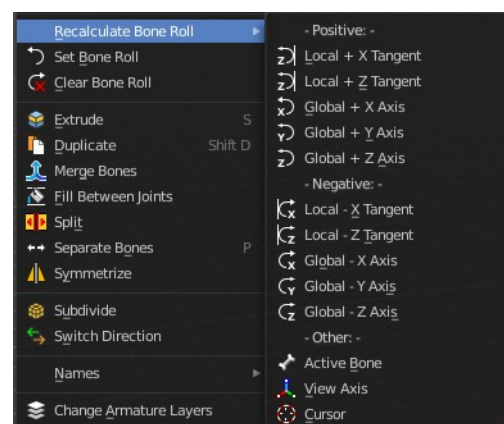 Recalculate Bone Roll
Set Bone Roll
Clear Bone Roll
Extrude S
Duplicate Shift D
Merge Bones
Fill Between Joints
Split
Separate Bones P
Symmetrize
Subdivide
Switch Direction
Names
Change Armature Layers
- Positive: -
Local + X Tangent
Local + Z Tangent
Global + X Axis
Global + Y Axis
Global + Z Axis
- Negative: -
Local - X Tangent
Local - Z Tangent
Global - X Axis
Global - Y Axis
Global - Z Axis
- Other: -
Active Bone
View Axis
Cursor